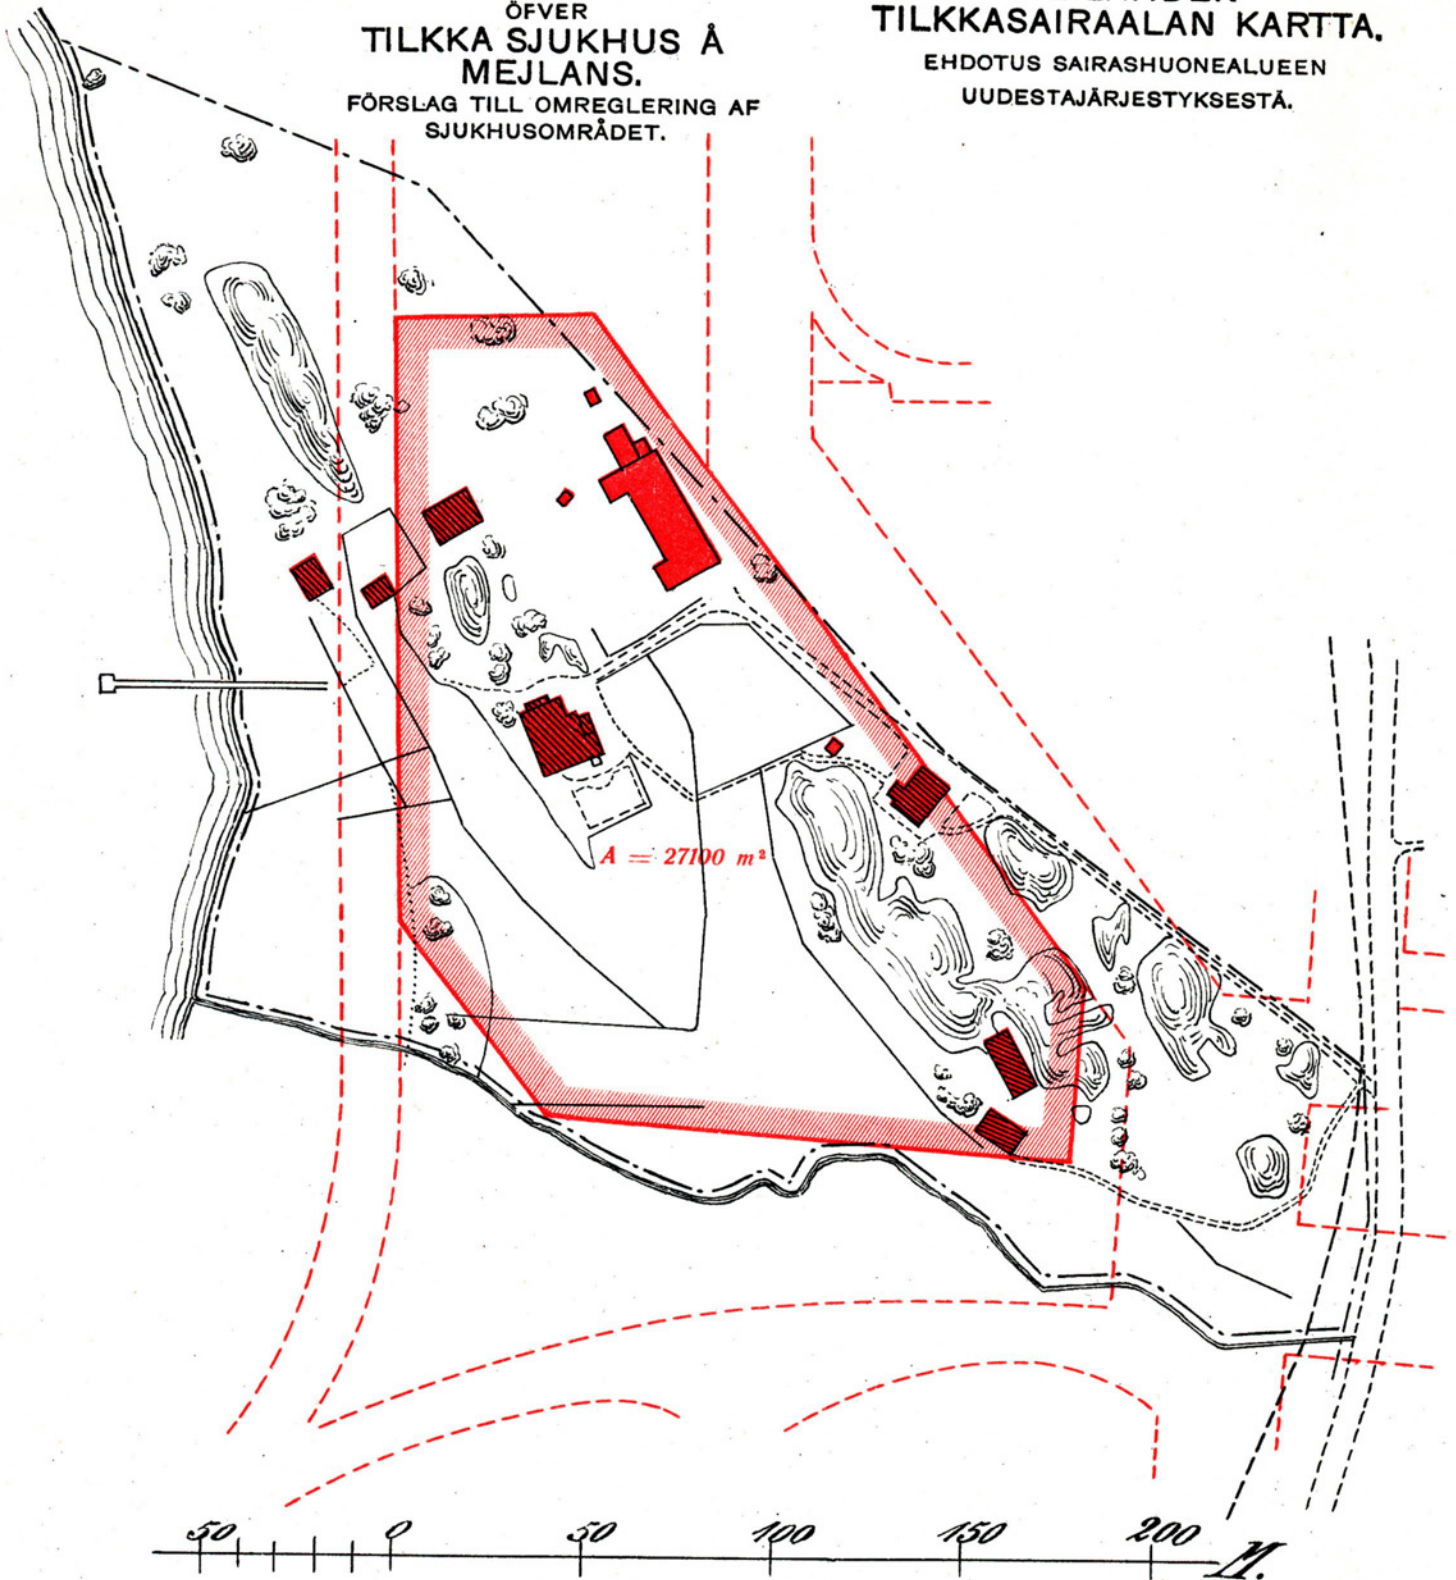 ÖFVER
TILKKA SJUKHUS Å
MEJLANS.
FÖRSLAG TILL OMREGLERING AF
SJUKHUSOMRÅDET.
TILKKASAIRAALAN KARTTA.
EHDOTUS SAIRASHUONEALUEEN
UUDESTAJÄRJESTYKSESTÄ.
A = 27100 m²
50 0 50 100 150 200 M.